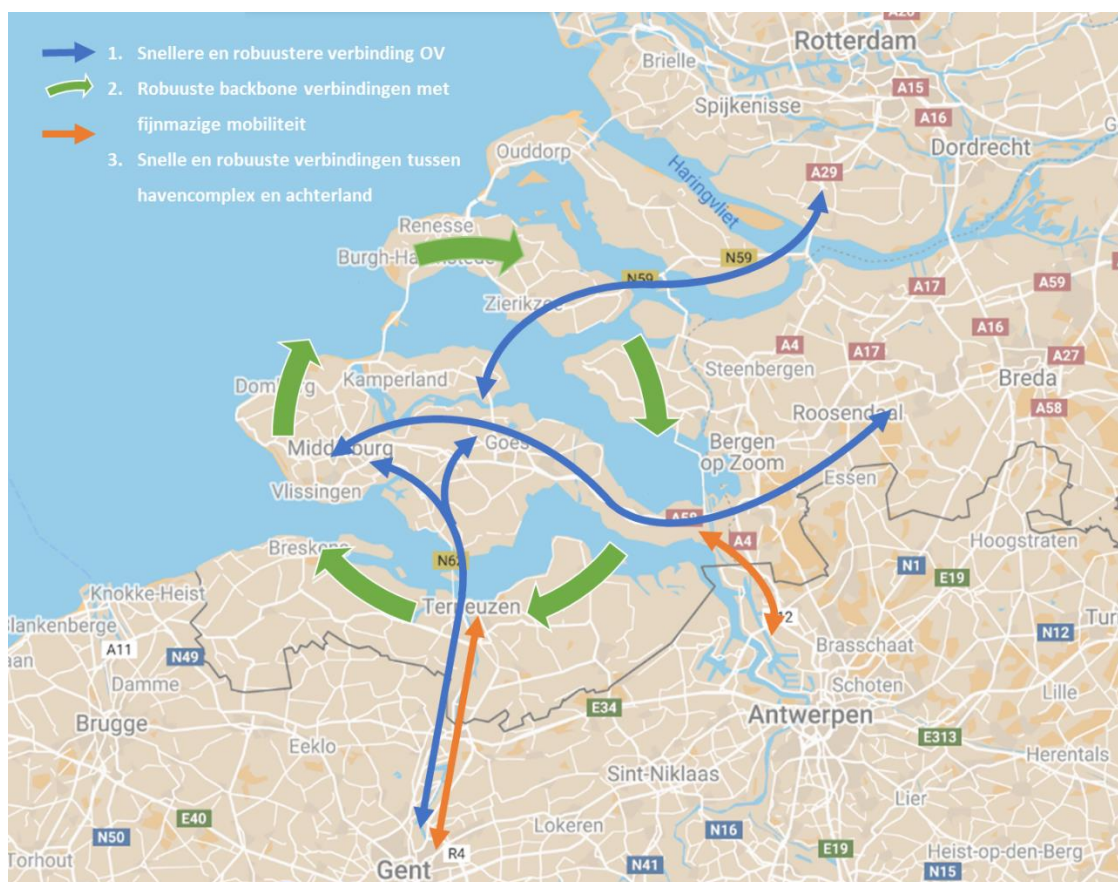 1. Snellere en robuustere verbinding OV
2. Robuuste backbone verbindingen met
fijnmazige mobiliteit
3. Snelle en robuuste verbindingen tussen
havencomplex en achterland
Rotterdam
Brielle
A15
Spijkenisse
A16
Dordrecht
Ouddorp
Haringvliet
A29
Renesse
N59
N59
A17
A59
Zierikzee
A16
A4
A17
A27
Steenbergen
Kamperland
Breda
A58
Roosendaal
Middelburg
Goes
Bergen
op Zoom
Essen
Vlissingen
A58
A4
Hoogstraten
Breskens
N62
N1
E19
Knokke-Heist
Terneuzen
Blankenberge
A11
N49
N12
Brasschaat
Damme
Schoten
Lille
E34
Antwerpen
Brugge
E313
Eeklo
Herentals
Sint-Niklaas
Lier
E40
N50
Lokeren
N16
Torhout
R4
Gent
N41
E19
Heist-op-den-Berg
N15